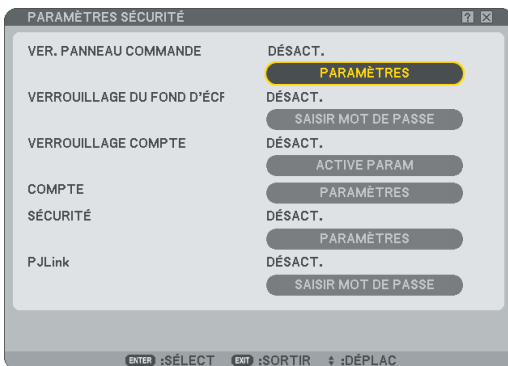 PARAMÈTRES SÉCURITÉ
VER. PANNEAU COMMANDE DÉSACT.
PARAMÈTRES
VERROUILLAGE DU FOND D'ÉCF DÉSACT.
SAISIR MOT DE PASSE
VERROUILLAGE COMPTE DÉSACT.
ACTIVE PARAM
COMPTE PARAMÈTRES
SÉCURITÉ DÉSACT.
PARAMÈTRES
PJLink DÉSACT.
SAISIR MOT DE PASSE
ENTER :SÉLECT EXIT :SORTIR :DÉPLAC